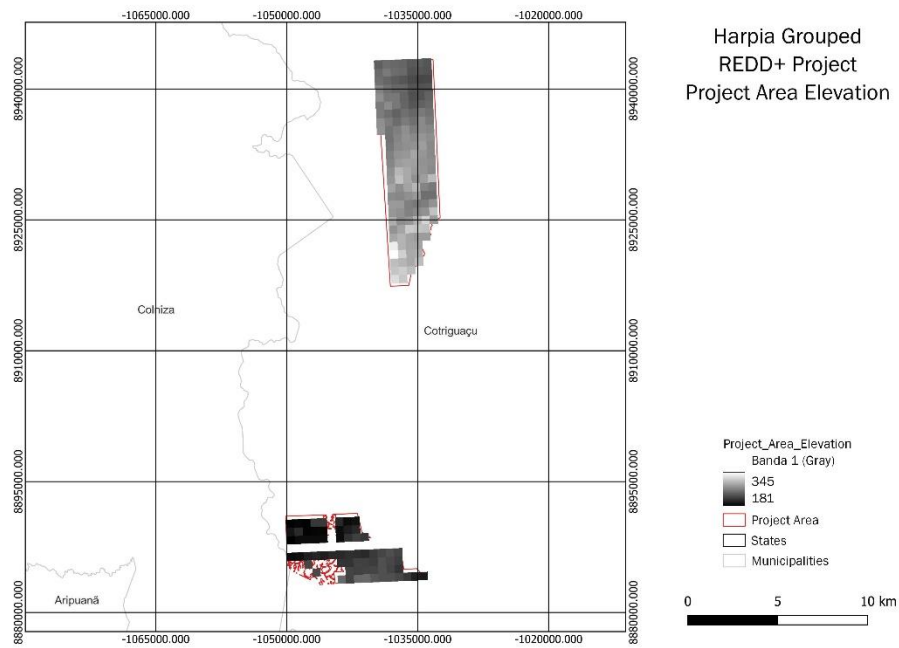 -1065000.000 -1050000.000 -1035000.000 -1020000.000
Harpia Grouped
REDD+ Project
Project Area Elevation
8940000.000 8940000.000
8925000.000 8925000.000
Colniza
Cotriguaçu
8910000.000 8910000.000
8895000.000 8895000.000
Project_Area_Elevation
Banda 1 (Gray)
345
181
Project Area
States
Municipalities
Aripuanã
8880000.000 8880000.000
0 5 10 km
-1065000.000 -1050000.000 -1035000.000 -1020000.000